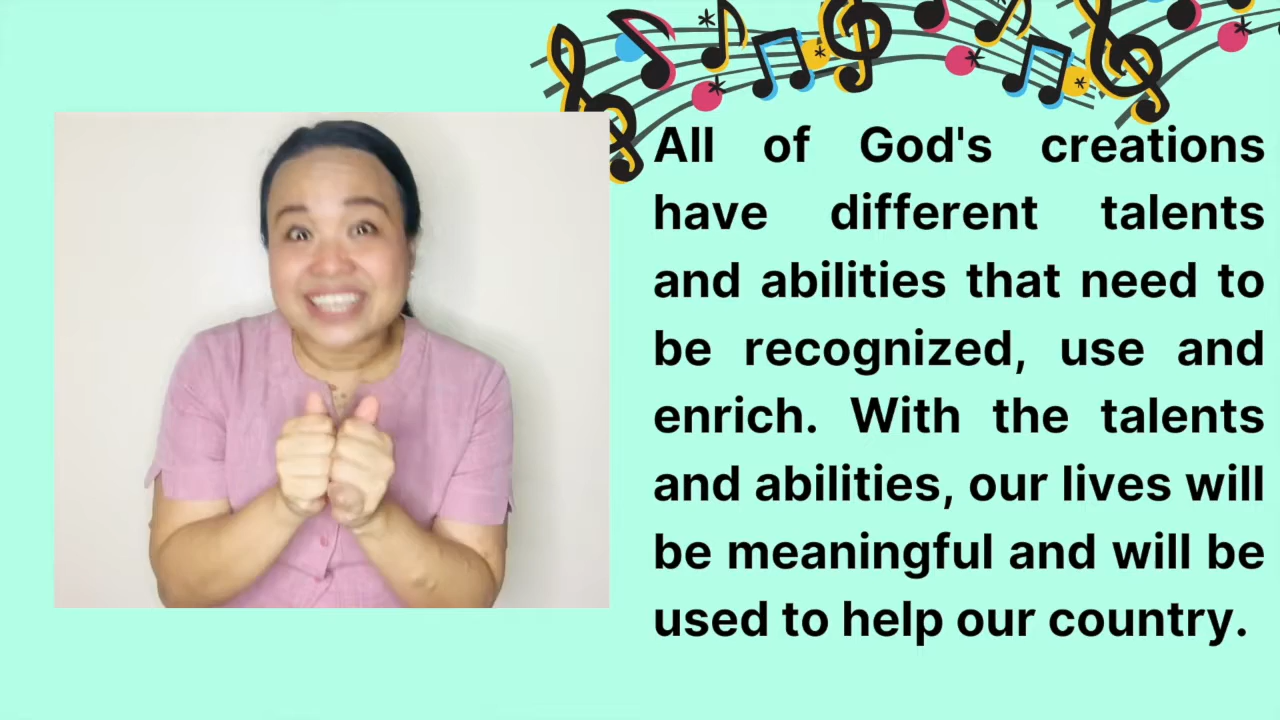 All of God's creations
have different talents
and abilities that need to
be recognized, use and
enrich. With the talents
and abilities, our lives will
be meaningful and will be
used to help our country.